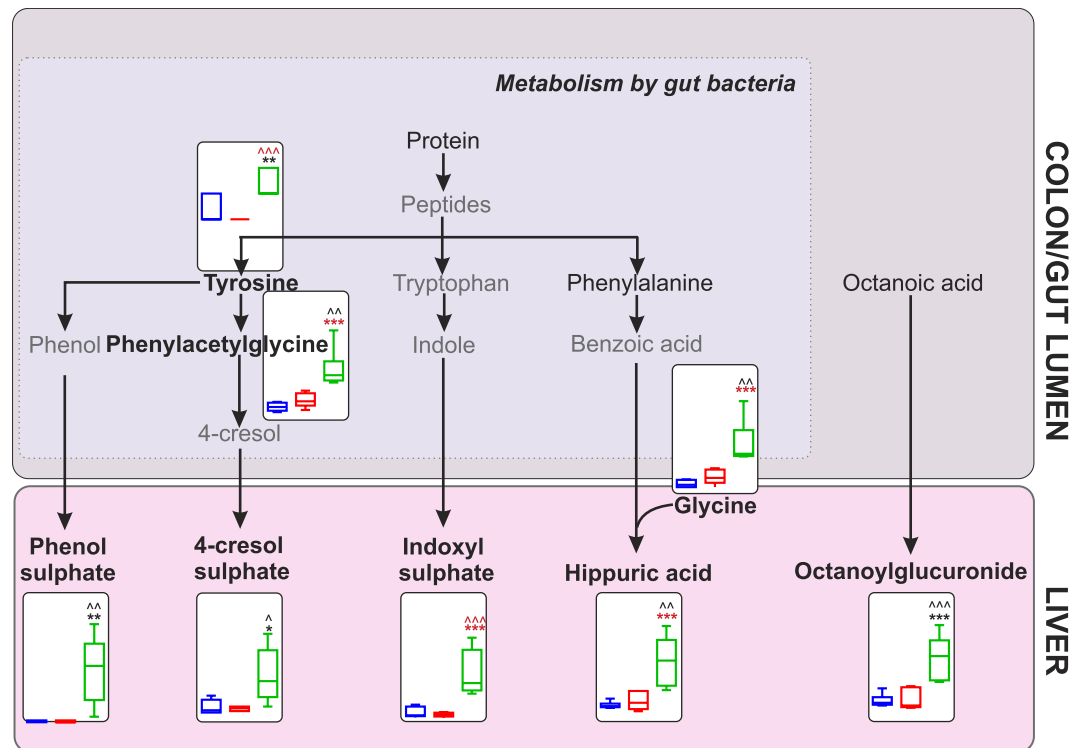 Metabolism by gut bacteria
Protein
^^^
**
Peptides
Tyrosine
Tryptophan
Phenylalanine
Octanoic acid
^^
***
Phenol
Phenylacetylglycine
Indole
Benzoic acid
^^
***
4-cresol
COLON/GUT LUMEN
Glycine
Phenol
sulphate
4-cresol
sulphate
Indoxyl
sulphate
Hippuric acid
Octanoylglucuronide
^^
**
^
*
^^^
***
^^
***
^^^
***
LIVER